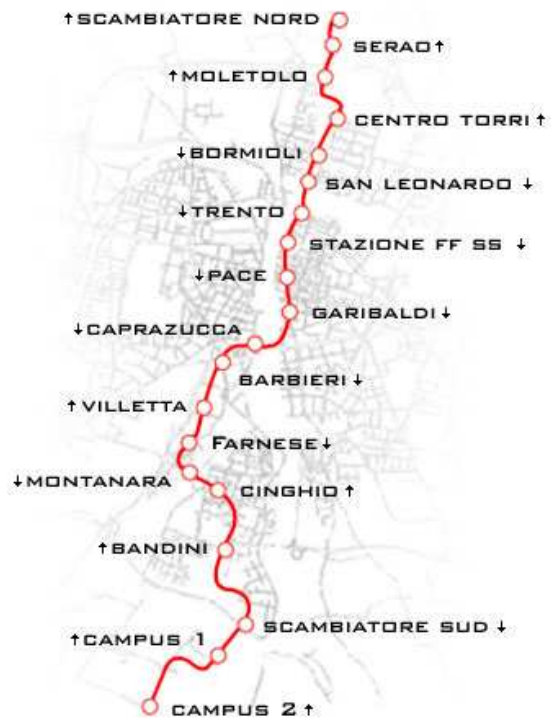 ↑SCAMBIATORE NORD
SERAO↑
↑MOLETOLO
CENTRO TORRI↑
↓BORMIOLI
SAN LEONARDO ↓
↓TRENTO
STAZIONE FF SS ↓
↓PACE
GARIBALDI↓
↓CAPRAZUCCA
BARBIERI↓
↑VILLETTA
FARNESE↓
↓MONTANARA
CINGHIO↑
↑BANDINI
SCAMBIATORE SUD↓
↑CAMPUS 1
CAMPUS 2↑